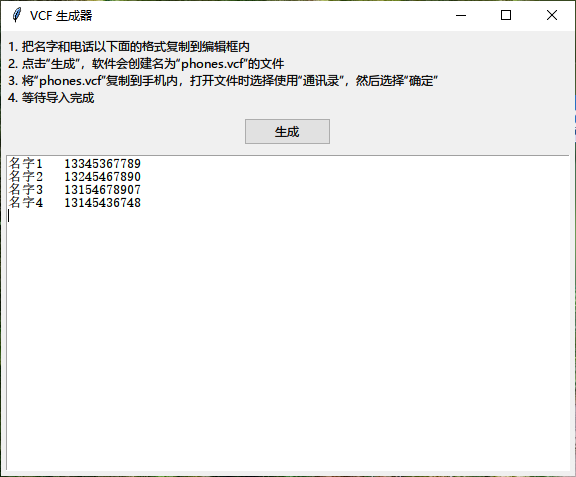 VCF 生成器
1. 把名字和电话以下面的格式复制到编辑框内
2. 点击“生成”，软件会创建名为“phones.vcf”的文件
3. 将“phones.vcf”复制到手机内，打开文件时选择使用“通讯录”，然后选择“确定”
4. 等待导入完成
生成
名字1 13345367789
名字2 13245467890
名字3 13154678907
名字4 13145436748